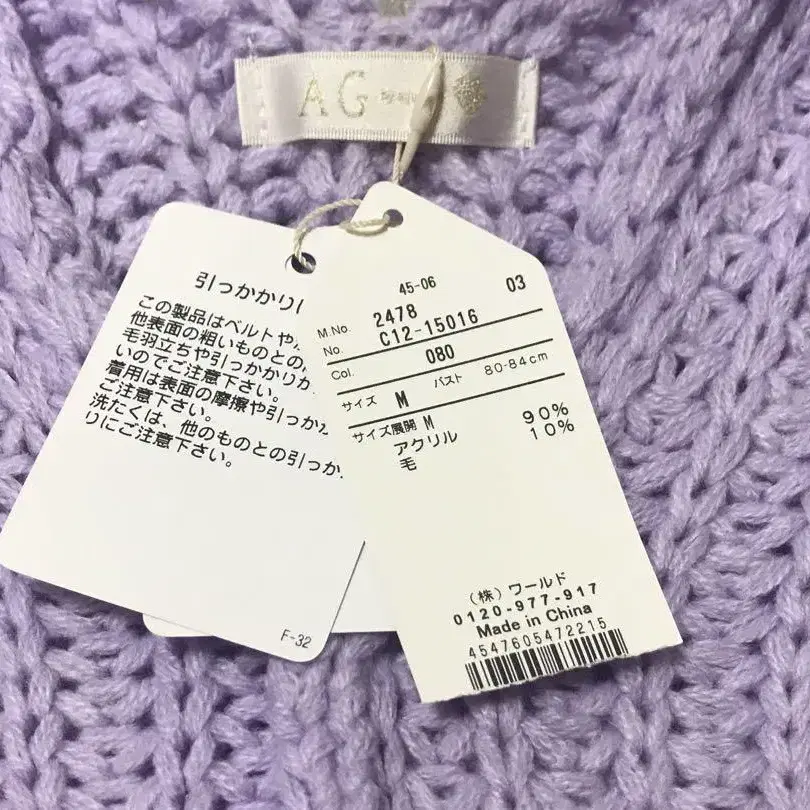 AG
引っかかり
この製品はベルトや
他表面の粗いものとの
毛羽立ちや引っかかりが
いのでご注意下さい。
着用は表面の摩擦や引っかか
ご注意下さい。
洗たくは、他のものとの引っか
りにご注意下さい。
F-32
45-06 03
M.No. 2478
No. C12-15016
Col. 080
サイズ M バスト 80-84cm
サイズ展開 M
アクリル 90%
毛 10%
(株)ワールド
0120-977-917
Made in China
4547605472215